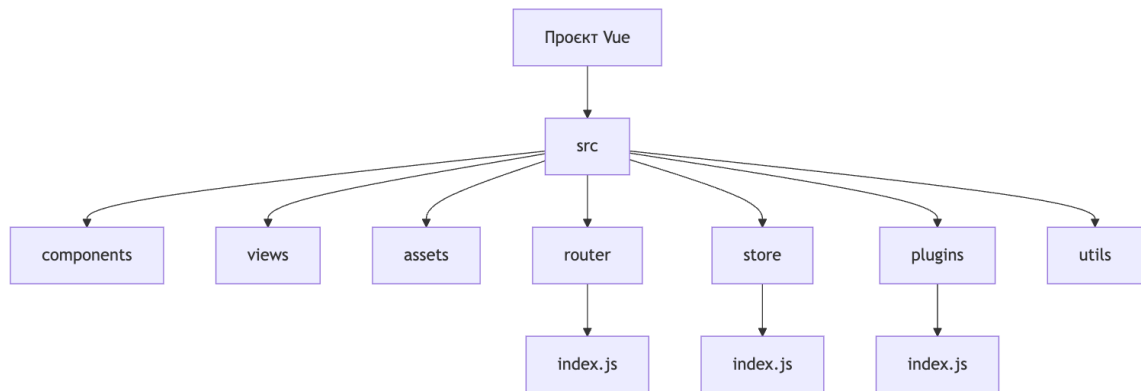 Проєкт Vue
src
components
views
assets
router
store
plugins
utils
index.js
index.js
index.js